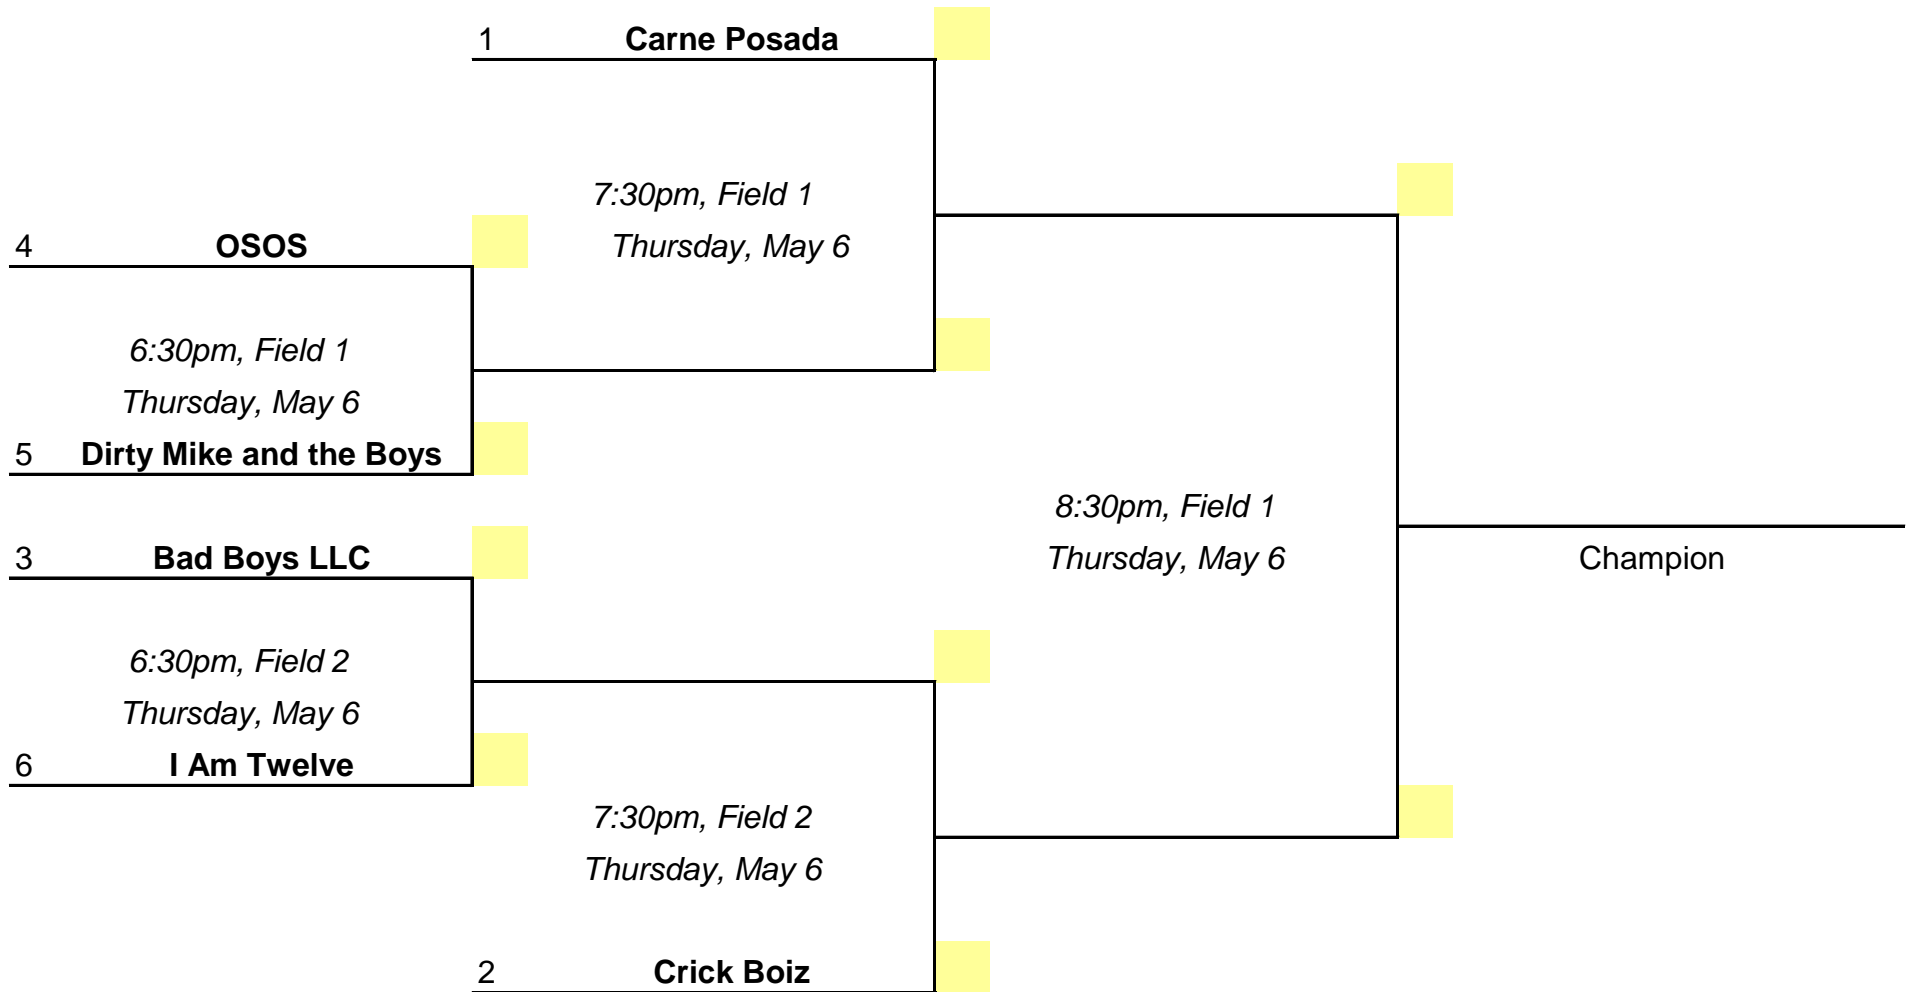 1 Carne Posada
7:30pm, Field 1
Thursday, May 6
4 OSOS
6:30pm, Field 1
Thursday, May 6
5 Dirty Mike and the Boys
8:30pm, Field 1
Thursday, May 6
Champion
3 Bad Boys LLC
6:30pm, Field 2
Thursday, May 6
6 I Am Twelve
7:30pm, Field 2
Thursday, May 6
2 Crick Boiz